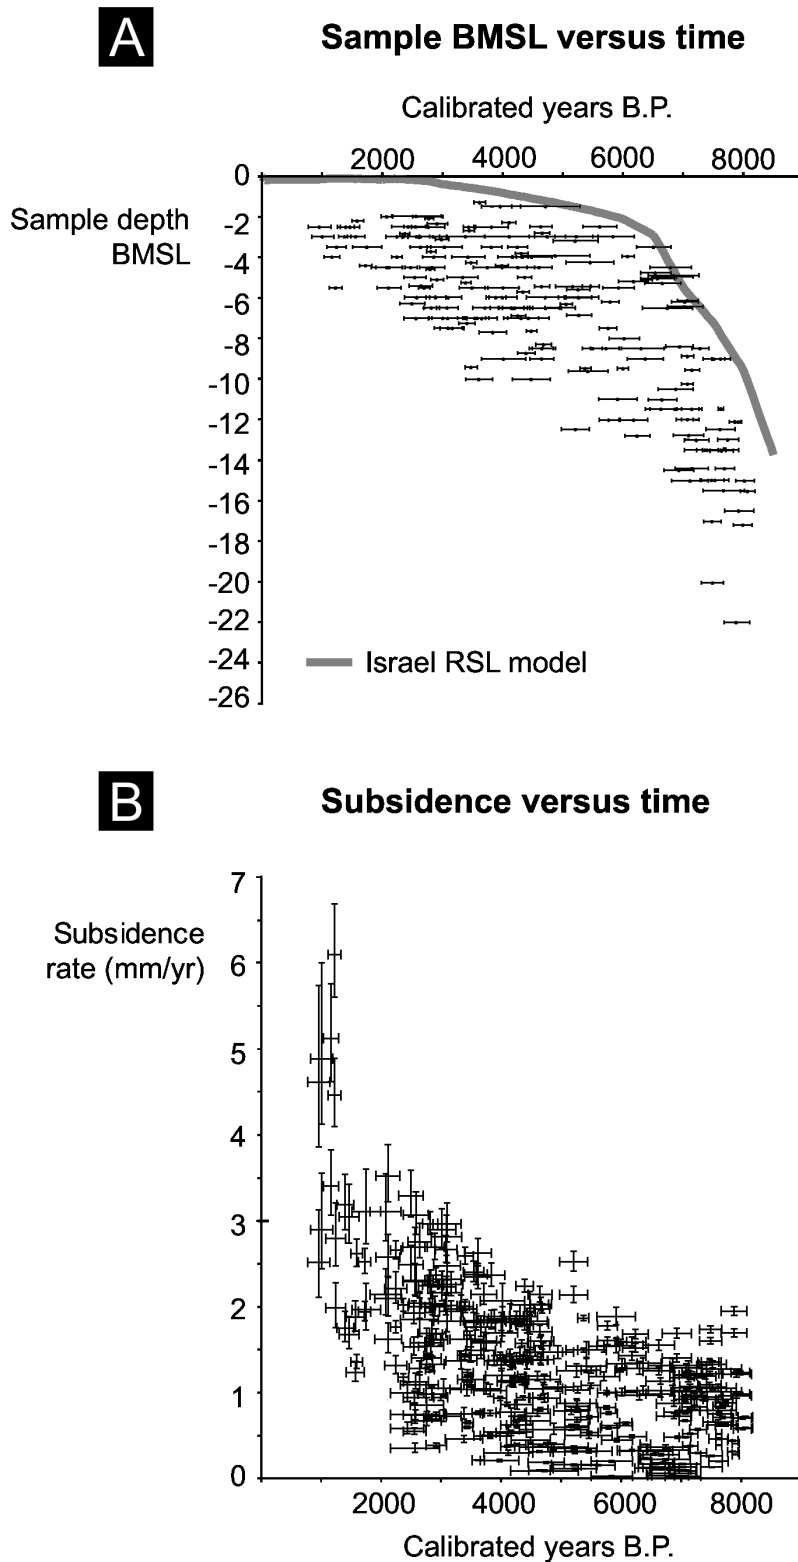 A
Sample BMSL versus time
Calibrated years B.P.
2000 4000 6000 8000
Sample depth
BMSL
0
-2
-4
-6
-8
-10
-12
-14
-16
-18
-20
-22
-24
-26
Israel RSL model
B
Subsidence versus time
Subsidence
rate (mm/yr)
7
6
5
4
3
2
1
0
2000 4000 6000 8000
Calibrated years B.P.